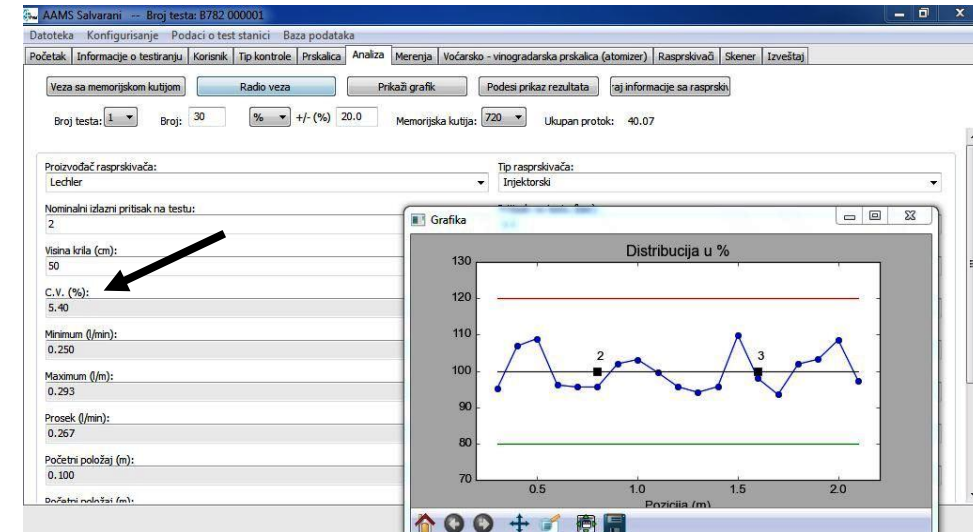 AAMS Salvarani -- Broj testa: B782 000001
Datoteka Konfigurisanje Podaci o test stanici Baza podataka
Početak Informacije o testiranju Korisnik Tip kontrole Prskalica Analiza Merenja Voćarsko - vinogradarska prskalica (atomizer) Rasprskivači Skener Izveštaj
Veza sa memorijskom kutijom Radio veza Prikaži grafik Podesi prikaz rezultata aj informacije sa rasprskiv
Broj testa: 1 Broj: 30 % +/- (%) 20.0 Memorijska kutija: 720 Ukupan protok: 40.07
Proizvođač rasprskivača: Tip rasprskivača:
Lechler Injektorski
Nominalni izlazni pritisak na testu:
2
Visina krila (cm):
50
C.V. (%):
5.40
Minimum (l/min):
0.250
Maximum (l/m):
0.293
Prosek (l/min):
0.267
Početni položaj (m):
0.100
Početni položaj (m):
Grafika
Distribucija u %
130
120
110
100
90
80
70
2 3
0.5 1.0 1.5 2.0
Pozicija (m)